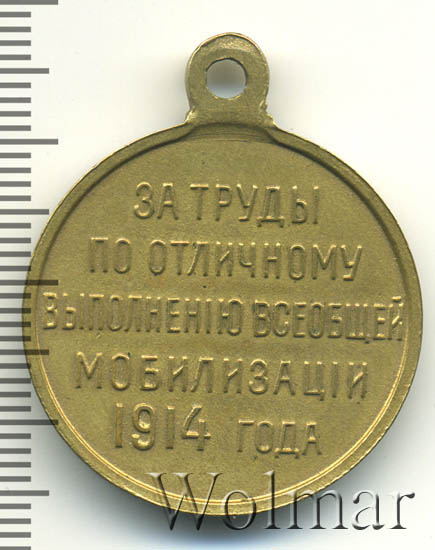 ЗА ТРУДЫ
ПО ОТЛИЧНОМУ
ВЫПОЛНЕНІЮ ВСЕОБЩЕЙ
МОБИЛИЗАЦІИ
1914 ГОДА
Wolmar